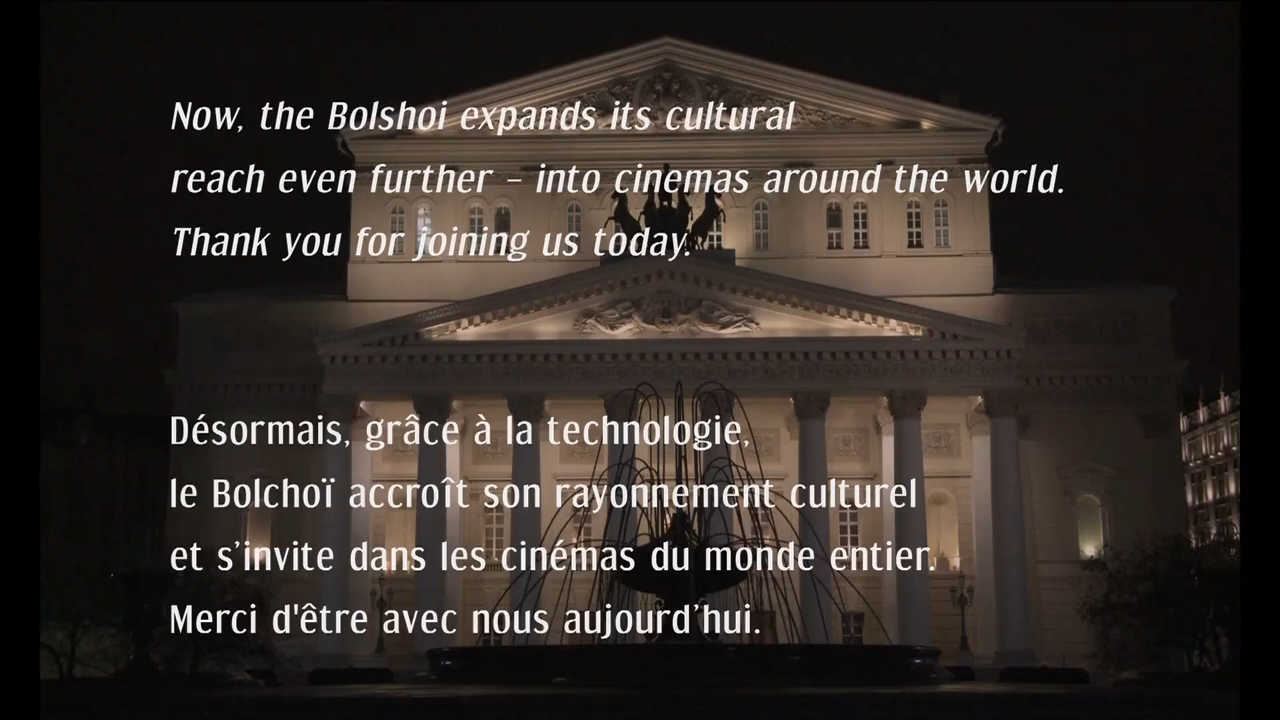 Now, the Bolshoi expands its cultural
reach even further – into cinemas around the world.
Thank you for joining us today.
Désormais, grâce à la technologie,
le Bolchoï accroît son rayonnement culturel
et s’invite dans les cinémas du monde entier.
Merci d'être avec nous aujourd’hui.